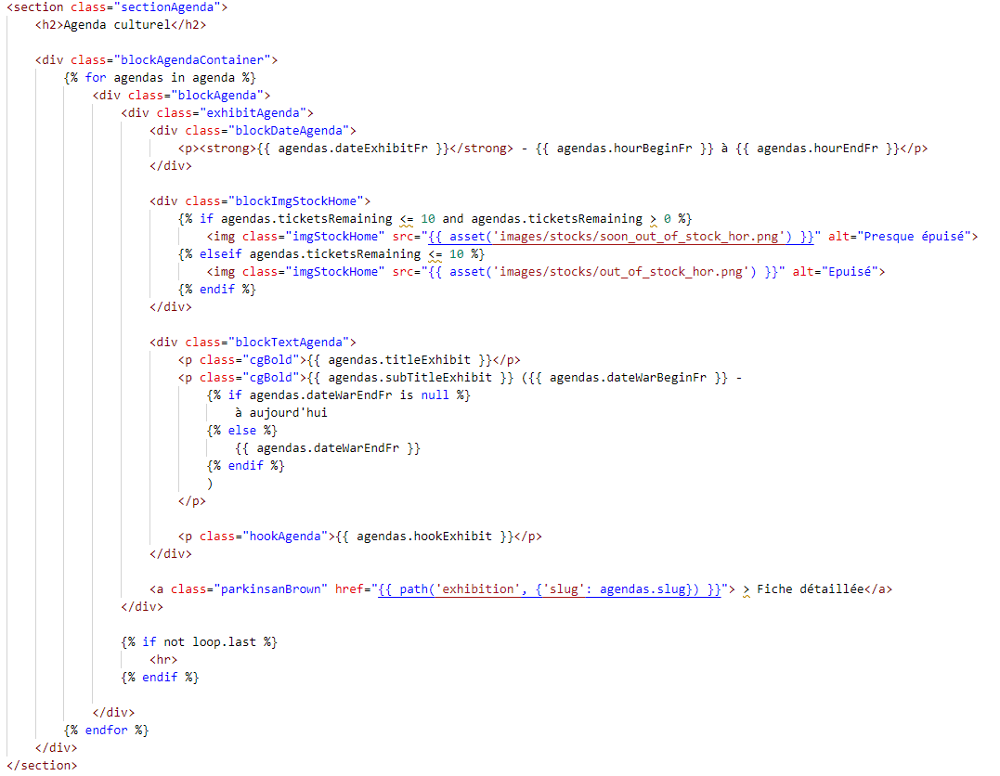 <section class="sectionAgenda">
<h2>Agenda culturel</h2>
<div class="blockAgendaContainer">
{% for agendas in agenda %}
<div class="blockAgenda">
<div class="exhibitAgenda">
<div class="blockDateAgenda">
<p><strong>{{ agendas.dateExhibitFr }}</strong> - {{ agendas.hourBeginFr }} à {{ agendas.hourEndFr }}</p>
</div>
<div class="blockImgStockHome">
{% if agendas.ticketsRemaining <= 10 and agendas.ticketsRemaining > 0 %}
<img class="imgStockHome" src="{{ asset('images/stocks/soon_out_of_stock_hor.png') }}" alt="Presque épuisé">
{% elseif agendas.ticketsRemaining <= 10 %}
<img class="imgStockHome" src="{{ asset('images/stocks/out_of_stock_hor.png') }}" alt="Epuisé">
{% endif %}
</div>
<div class="blockTextAgenda">
<p class="cgBold">{{ agendas.titleExhibit }}</p>
<p class="cgBold">{{ agendas.subTitleExhibit }} ({{ agendas.dateWarBeginFr }} -
{% if agendas.dateWarEndFr is null %}
à aujourd'hui
{% else %}
{{ agendas.dateWarEndFr }}
{% endif %}
)
</p>
<p class="hookAgenda">{{ agendas.hookExhibit }}</p>
</div>
<a class="parkinsanBrown" href="{{ path('exhibition', {'slug': agendas.slug}) }}"> > Fiche détaillée</a>
</div>
{% if not loop.last %}
<hr>
{% endif %}
</div>
{% endfor %}
</div>
</section>